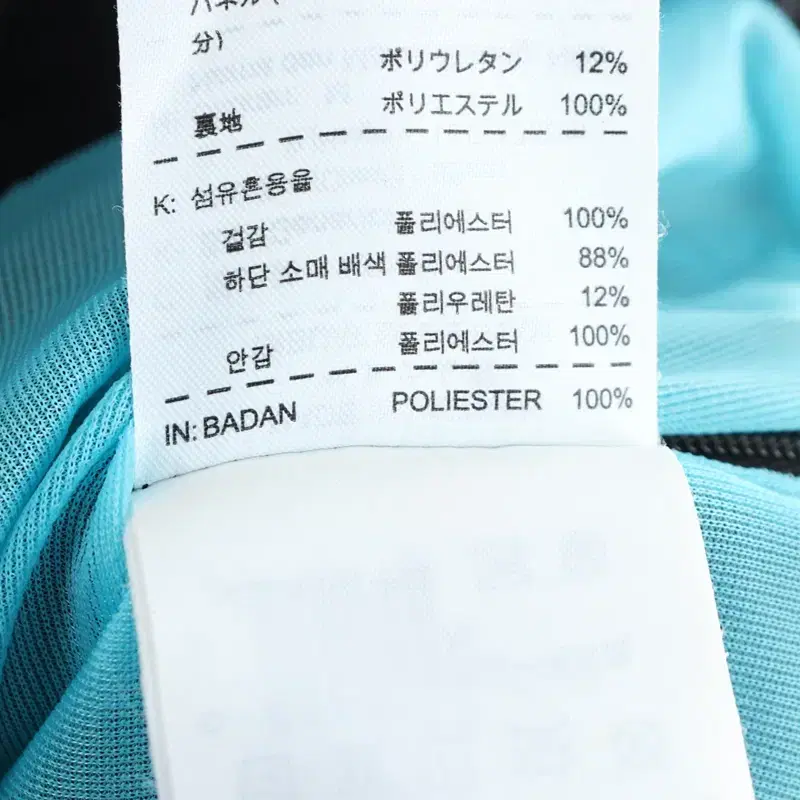 パネル(
分)
ポリウレタン 12%
裏地 ポリエステル 100%
K: 섬유혼용율
겉감 폴리에스터 100%
하단 소매 배색 폴리에스터 88%
폴리우레탄 12%
안감 폴리에스터 100%
IN: BADAN POLIESTER 100%